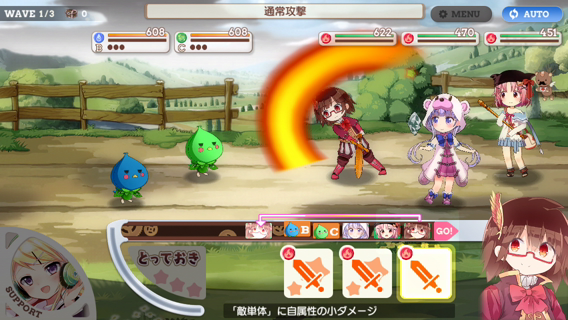 WAVE 1/3 0
通常攻撃
MENU
AUTO
608
B
608
C
622
470
451
B
C
GO!
とっておき
SUPPORT
「敵単体」に自属性の小ダメージ